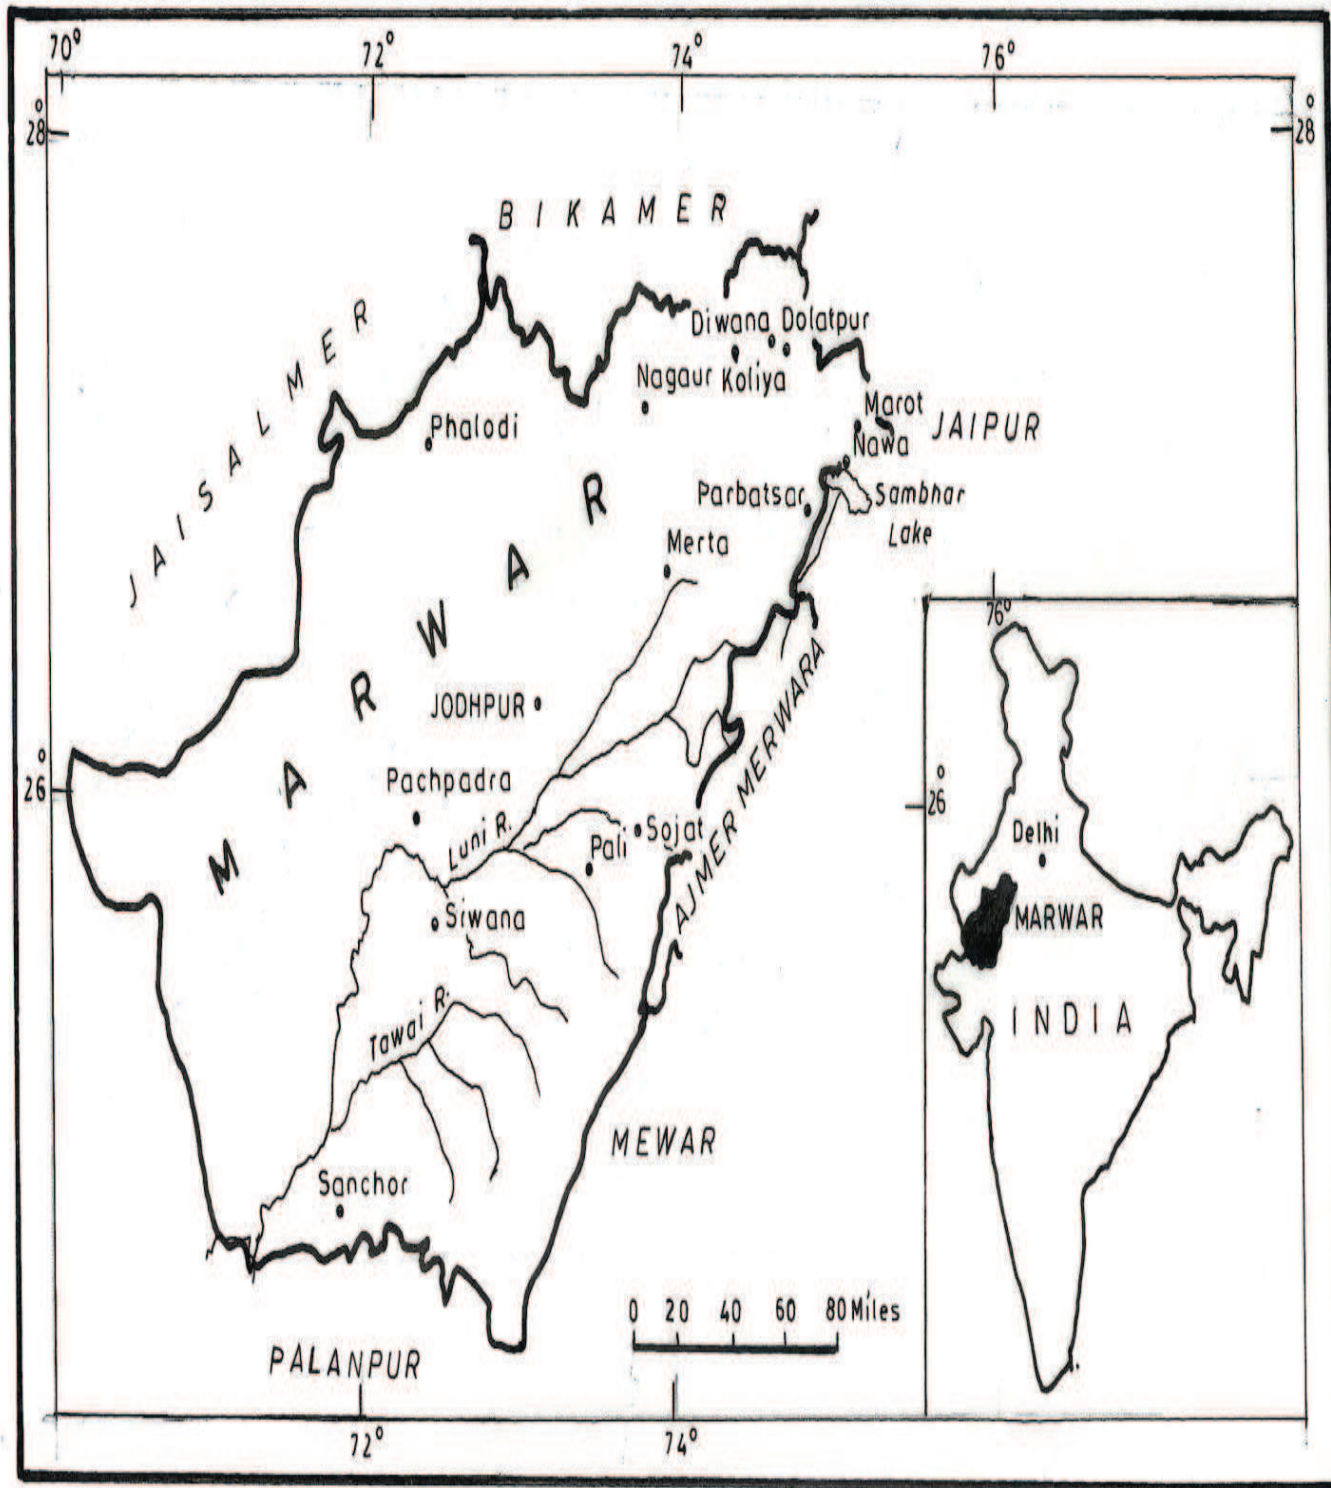 70° 72° 74° 76°
28° 28°
BIKAMER
JAISALMER
Diwana Dolatpur
Nagaur Koliya
Marot
JAIPUR
Phalodi
Nawa
Parbatsar
Sambhar
Lake
Merta
MARWAR
JODHPUR
AJMER MERWARA
26°
Pachpadra
Luni R.
Sojat
Pali
Siwana
Tawai R.
MEWAR
Sanchor
0 20 40 60 80 Miles
PALANPUR
72° 74°
76°
26°
Delhi
MARWAR
INDIA